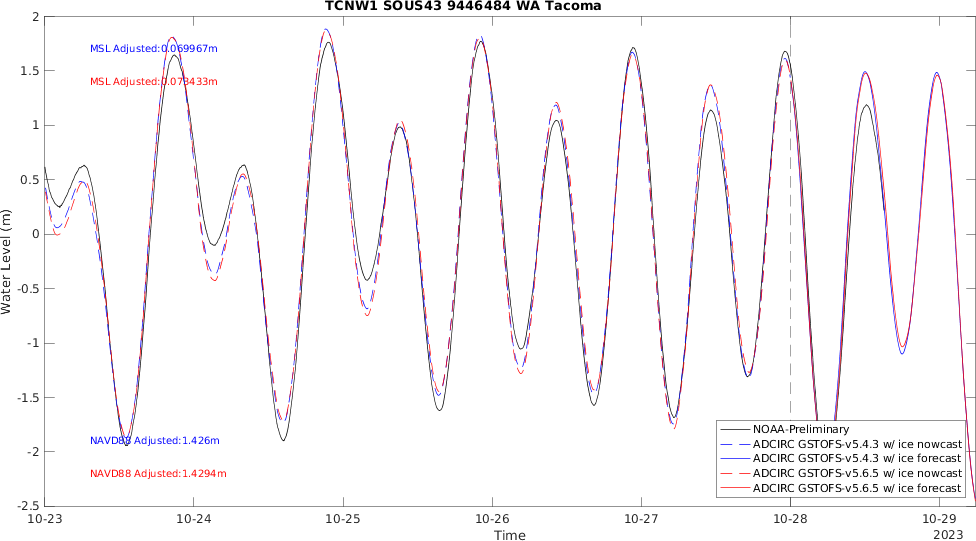 TCNW1 SOUS43 9446484 WA Tacoma
2
1.5
1
0.5
0
-0.5
-1
-1.5
-2
-2.5
Water Level (m)
MSL Adjusted:0.069967m
MSL Adjusted:0.073433m
NAVD88 Adjusted:1.426m
NAVD88 Adjusted:1.4294m
NOAA-Preliminary
ADCIRC GSTOFS-v5.4.3 w/ ice nowcast
ADCIRC GSTOFS-v5.4.3 w/ ice forecast
ADCIRC GSTOFS-v5.6.5 w/ ice nowcast
ADCIRC GSTOFS-v5.6.5 w/ ice forecast
10-23 10-24 10-25 10-26 10-27 10-28 10-29
Time
2023